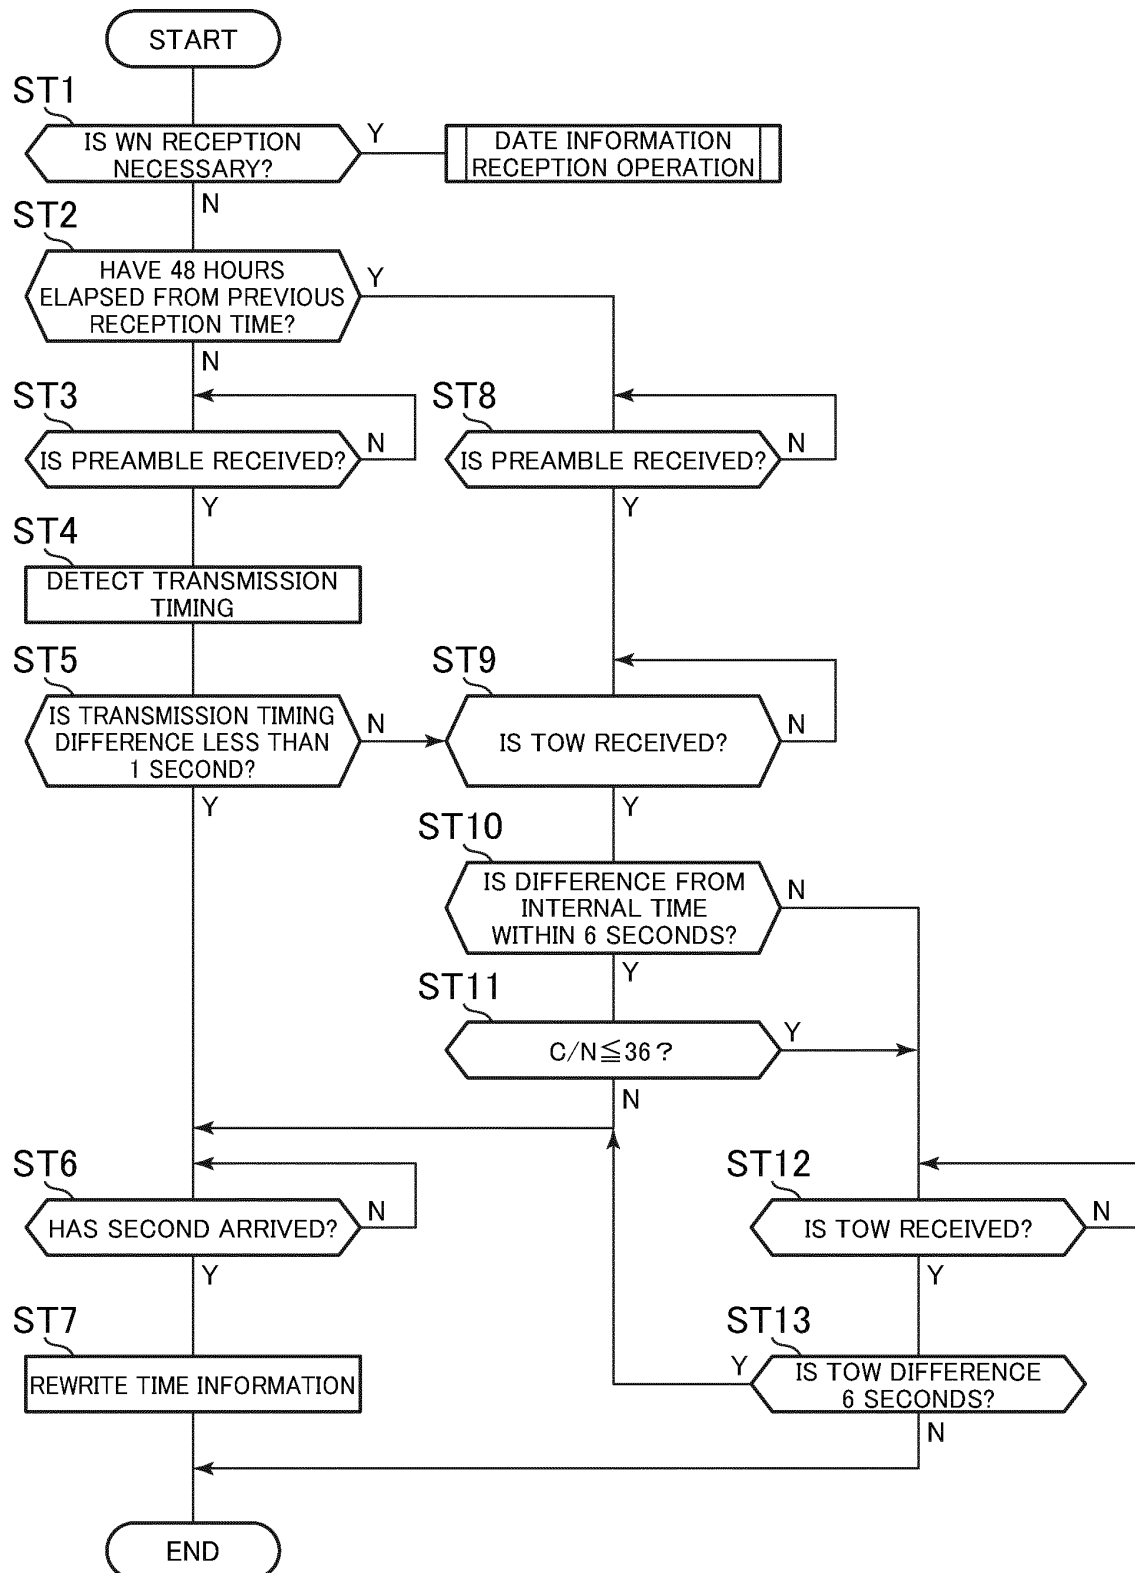 START
ST1
IS WN RECEPTION
NECESSARY?
Y
DATE INFORMATION
RECEPTION OPERATION
N
ST2
HAVE 48 HOURS
ELAPSED FROM PREVIOUS
RECEPTION TIME?
Y
N
ST3
IS PREAMBLE RECEIVED?
N
Y
ST8
IS PREAMBLE RECEIVED?
N
Y
ST4
DETECT TRANSMISSION
TIMING
ST5
IS TRANSMISSION TIMING
DIFFERENCE LESS THAN
1 SECOND?
N
Y
ST9
IS TOW RECEIVED?
N
Y
ST10
IS DIFFERENCE FROM
INTERNAL TIME
WITHIN 6 SECONDS?
N
Y
ST11
C/N≦36?
Y
N
ST6
HAS SECOND ARRIVED?
N
Y
ST12
IS TOW RECEIVED?
N
Y
ST7
REWRITE TIME INFORMATION
ST13
Y
IS TOW DIFFERENCE
6 SECONDS?
N
END